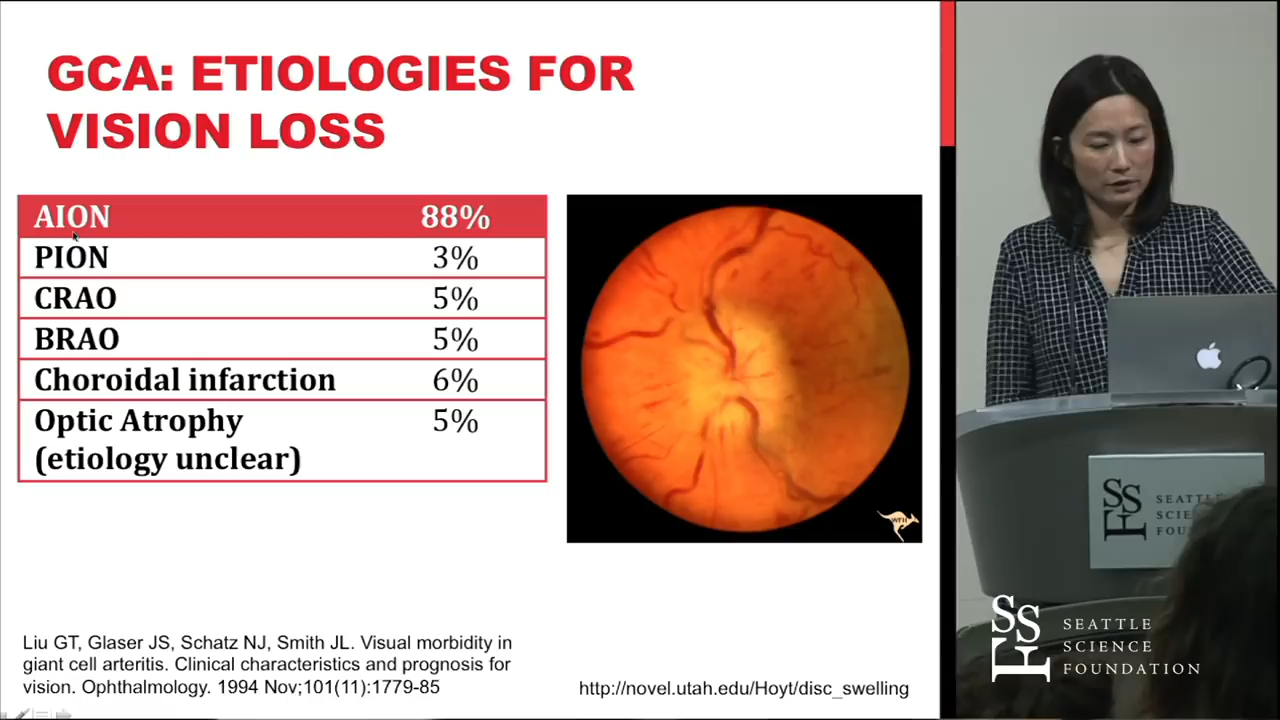 GCA: ETIOLOGIES FOR
VISION LOSS
AION 88%
PION 3%
CRAO 5%
BRAO 5%
Choroidal infarction 6%
Optic Atrophy 5%
(etiology unclear)
Liu GT, Glaser JS, Schatz NJ, Smith JL. Visual morbidity in
giant cell arteritis. Clinical characteristics and prognosis for
vision. Ophthalmology. 1994 Nov;101(11):1779-85
http://novel.utah.edu/Hoyt/disc_swelling
SSF
SEATTLE
SCIENCE
FOUNDATION